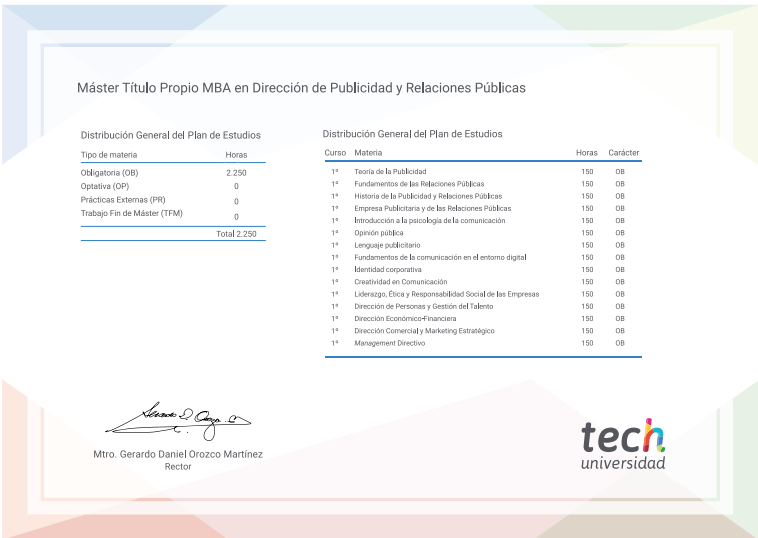 Máster Título Propio MBA en Dirección de Publicidad y Relaciones Públicas
Distribución General del Plan de Estudios
Tipo de materia Horas
Obligatoria (OB) 2.250
Optativa (OP) 0
Prácticas Externas (PR) 0
Trabajo Fin de Máster (TFM) 0
Total 2.250
Distribución General del Plan de Estudios
Curso Materia Horas Carácter
1º Teoría de la Publicidad 150 OB
1º Fundamentos de las Relaciones Públicas 150 OB
1º Historia de la Publicidad y Relaciones Públicas 150 OB
1º Empresa Publicitaria y de las Relaciones Públicas 150 OB
1º Introducción a la psicología de la comunicación 150 OB
1º Opinión pública 150 OB
1º Lenguaje publicitario 150 OB
1º Fundamentos de la comunicación en el entorno digital 150 OB
1º Identidad corporativa 150 OB
1º Creatividad en Comunicación 150 OB
1º Liderazgo, Ética y Responsabilidad Social de las Empresas 150 OB
1º Dirección de Personas y Gestión del Talento 150 OB
1º Dirección Económico-Financiera 150 OB
1º Dirección Comercial y Marketing Estratégico 150 OB
1º Management Directivo 150 OB
Mtro. Gerardo Daniel Orozco Martínez
Rector
tech
universidad